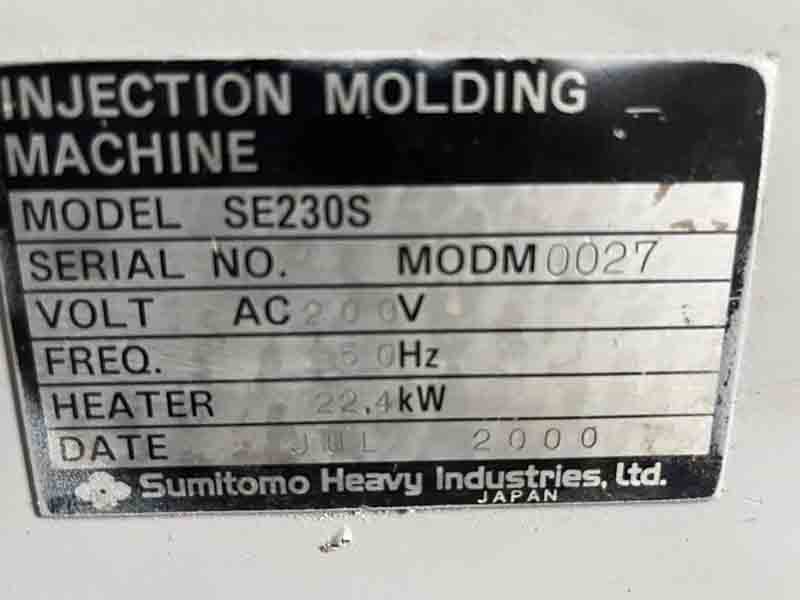 INJECTION MOLDING
MACHINE
MODEL SE230S
SERIAL NO. MODM0027
VOLT AC200V
FREQ. Hz
HEATER 22.4kW
DATE JUL 2000
Sumitomo Heavy Industries, Ltd.
JAPAN